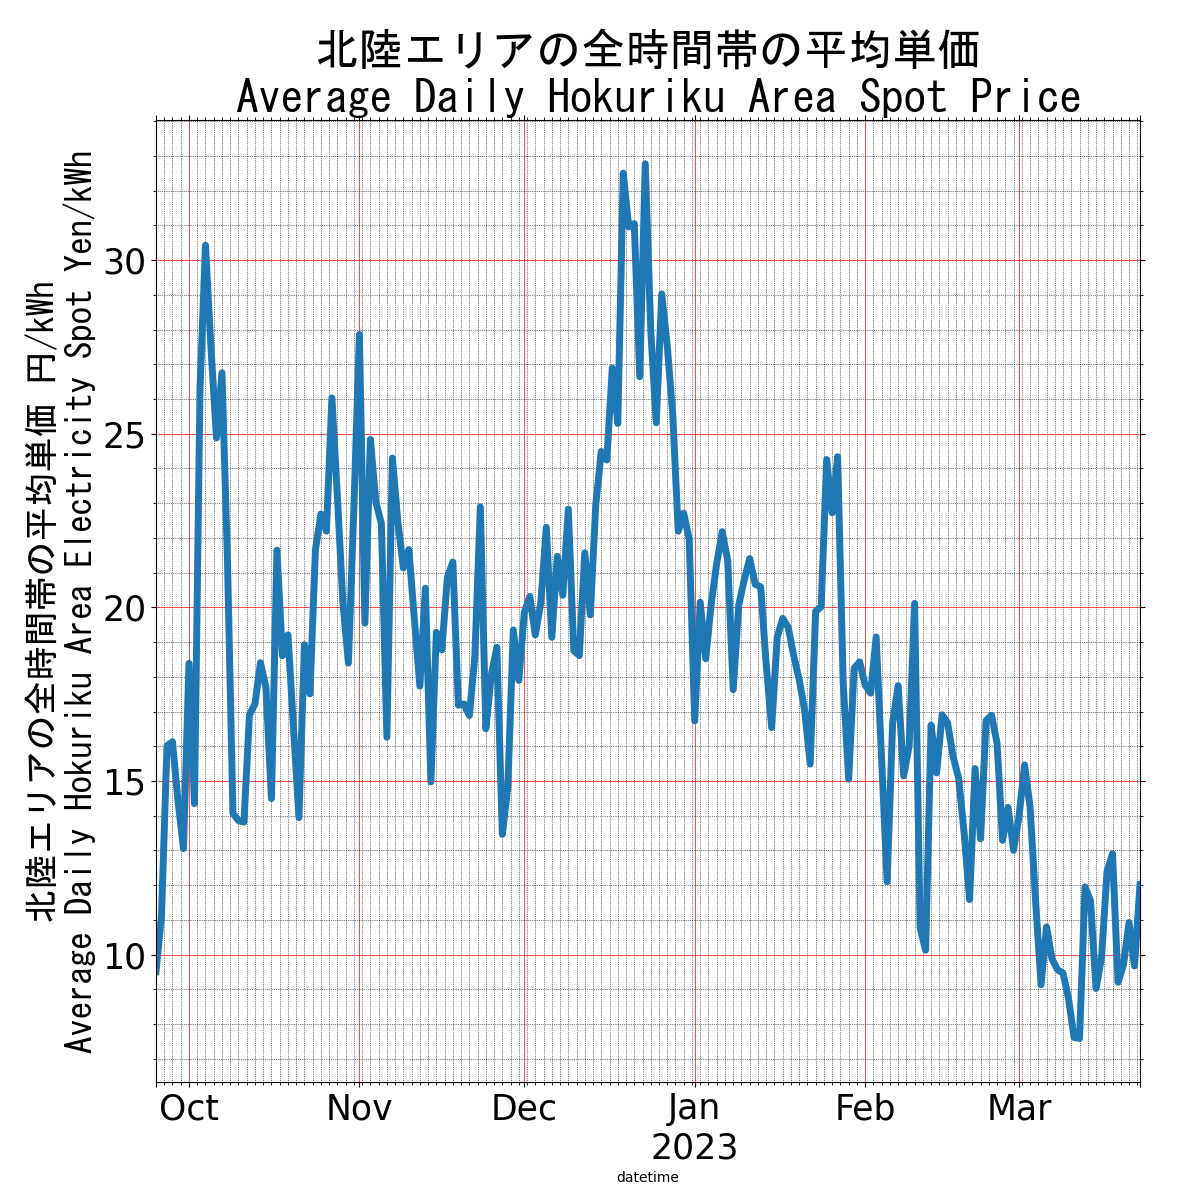 北陸エリアの全時間帯の平均単価
Average Daily Hokuriku Area Spot Price
北陸エリアの全時間帯の平均単価 円/kWh
Average Daily Hokuriku Area Electricity Spot Yen/kWh
30
25
20
15
10
Oct
Nov
Dec
Jan
Feb
Mar
2023
datetime